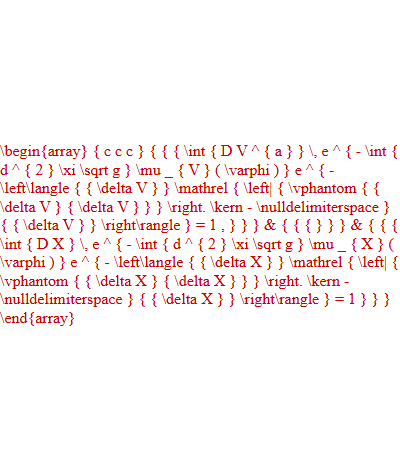 \begin{array} { c c c } { { { \int { D V ^ { a } } \, e ^ { - \int {
d ^ { 2 } \xi \sqrt g } \mu _ { V } ( \varphi ) } e ^ { -
\left\langle { { \delta V } } \mathrel { \left| { \vphantom { {
\delta V } { \delta V } } } \right. \kern - \nulldelimiterspace }
{ { \delta V } } \right\rangle } = 1 , } } } & { { { } } } & { { {
\int { D X } \, e ^ { - \int { d ^ { 2 } \xi \sqrt g } \mu _ { X } (
\varphi ) } e ^ { - \left\langle { { \delta X } } \mathrel { \left| {
\vphantom { { \delta X } { \delta X } } } \right. \kern -
\nulldelimiterspace } { { \delta X } } \right\rangle } = 1 } } }
\end{array}